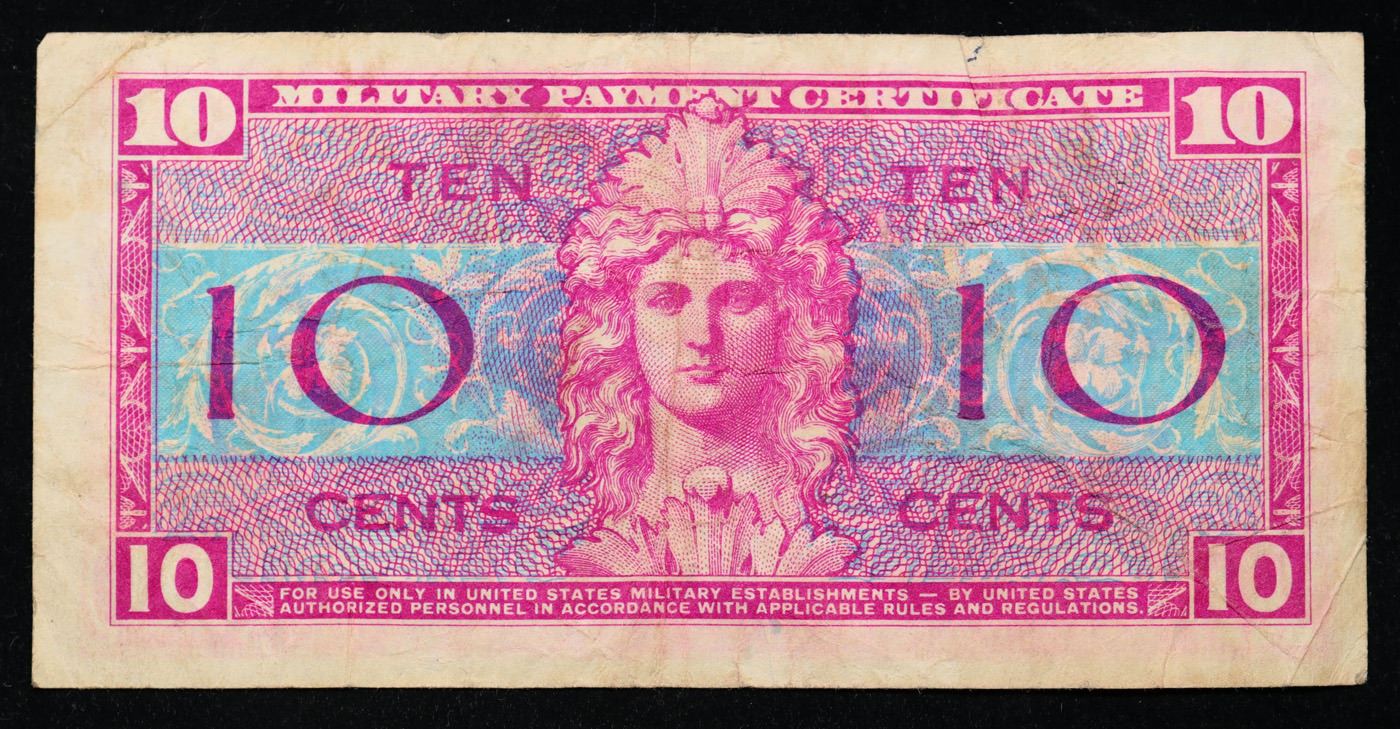 10 MILITARY PAYMENT CERTIFICATE 10
TEN TEN
10 10
CENTS CENTS
10 FOR USE ONLY IN UNITED STATES MILITARY ESTABLISHMENTS — BY UNITED STATES 10
AUTHORIZED PERSONNEL IN ACCORDANCE WITH APPLICABLE RULES AND REGULATIONS.